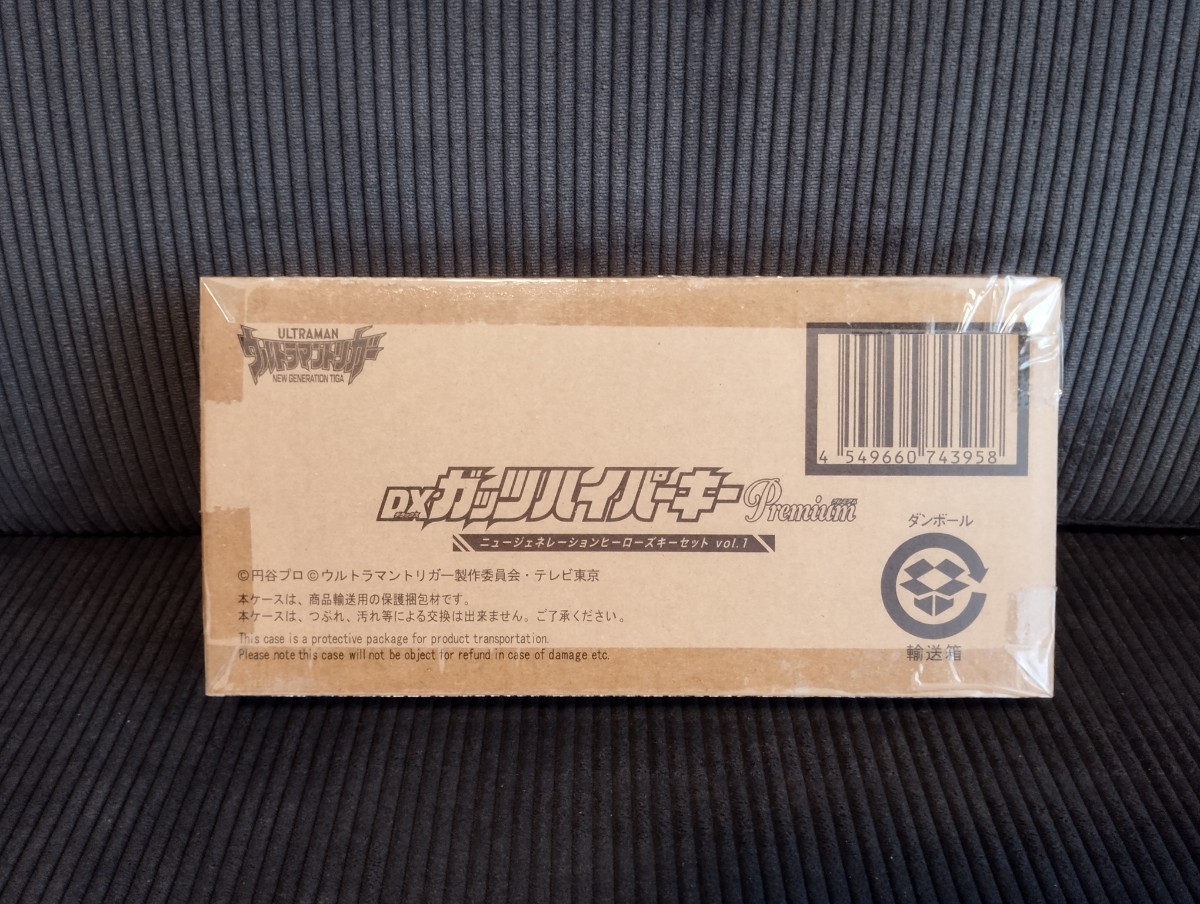 ULTRAMAN
ウルトラマントリガー
NEW GENERATION TIGA
4 549660 743958
DXガッツハイパーキーPremium
ニュージェネレーションヒーローズキーセット vol.1
ダンボール
©円谷プロ ©ウルトラマントリガー製作委員会・テレビ東京
本ケースは、商品輸送用の保護梱包材です。
本ケースは、つぶれ、汚れ等による交換は出来ません。ご了承ください。
This case is a protective package for product transportation.
Please note this case will not be object for refund in case of damage etc.
輸送箱